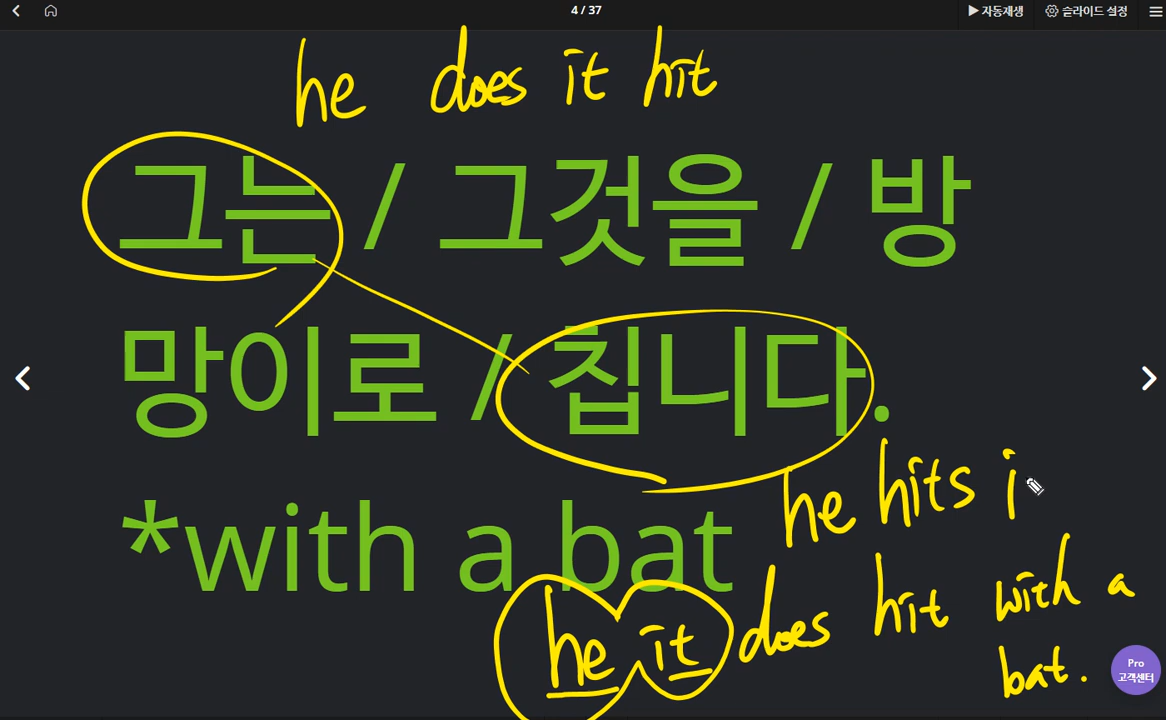 4 / 37
▶ 자동재생
슬라이드 설정
he does it hit
그는 / 그것을 / 방
망이로 / 칩니다.
he hits i
*with a bat
he it does hit with a
bat.
Pro
고객센터